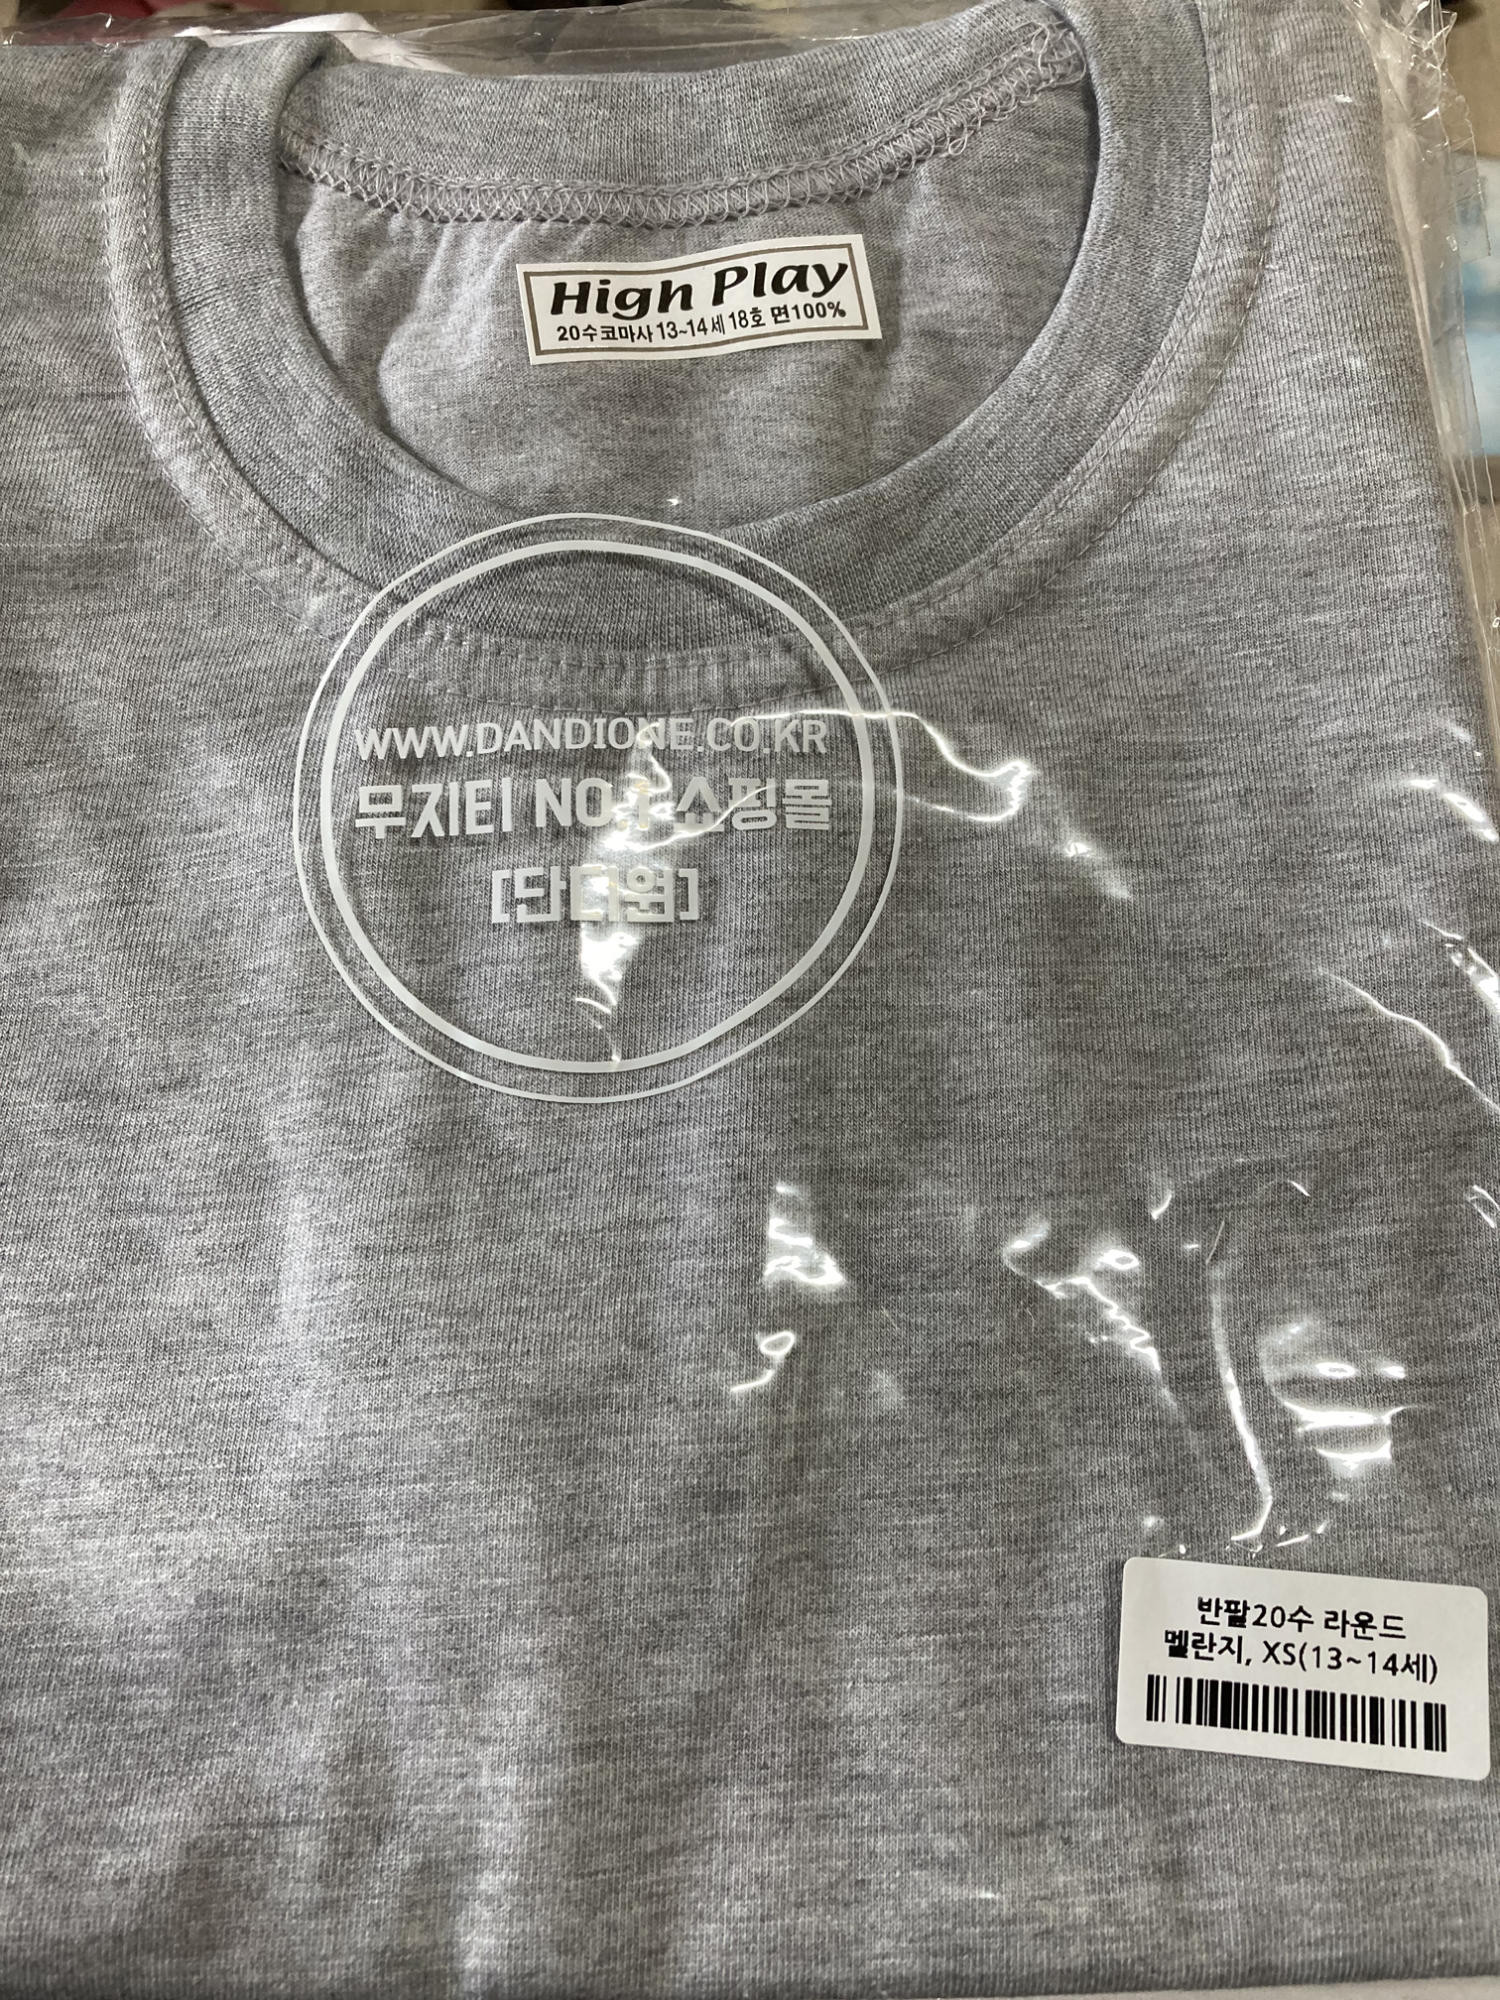 High Play
20수코마사 13~14세 18호 면100%
WWW.DANDIONE.CO.KR
무지티 NO.1 쇼핑몰
[단디원]
반팔20수 라운드
멜란지, XS(13~14세)